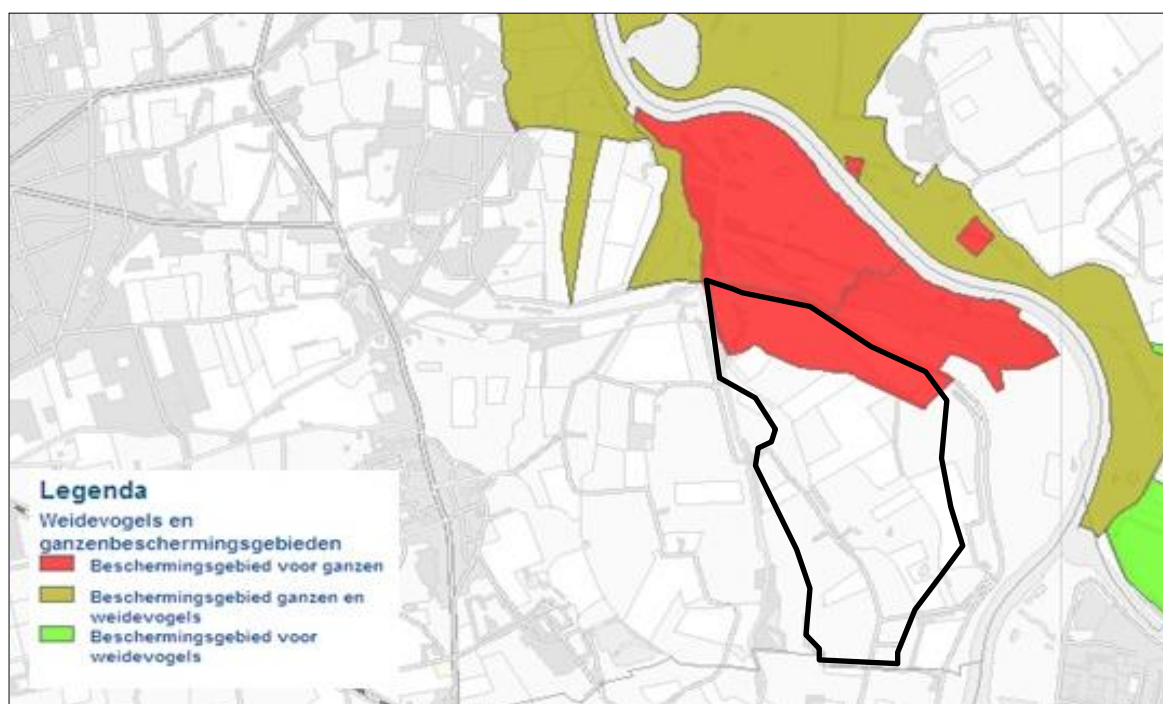 Legenda
Weidevogels en
ganzenbeschermingsgebieden
Beschermingsgebied voor ganzen
Beschermingsgebied ganzen en
weidevogels
Beschermingsgebied voor
weidevogels